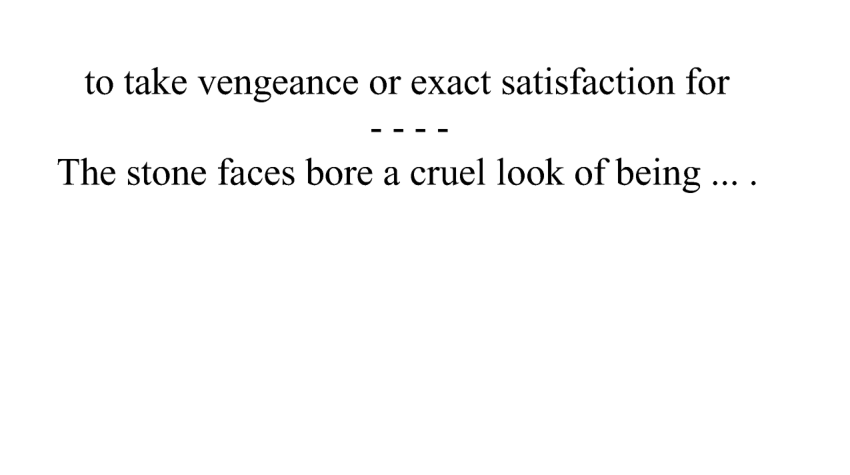 to take vengeance or exact satisfaction for
- - - -
The stone faces bore a cruel look of being ... .